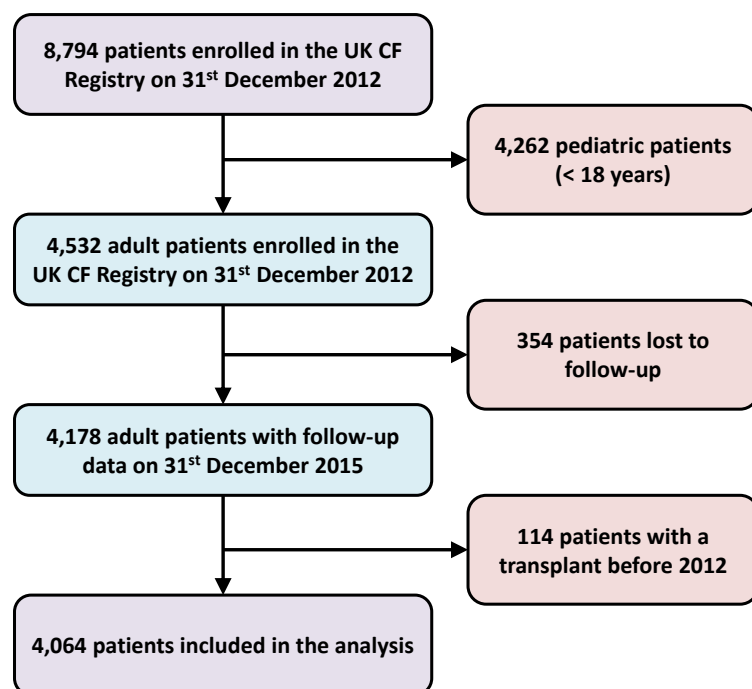 8,794 patients enrolled in the UK CF
Registry on 31st December 2012
4,262 pediatric patients
(< 18 years)
4,532 adult patients enrolled in the
UK CF Registry on 31st December 2012
354 patients lost to
follow-up
4,178 adult patients with follow-up
data on 31st December 2015
114 patients with a
transplant before 2012
4,064 patients included in the analysis